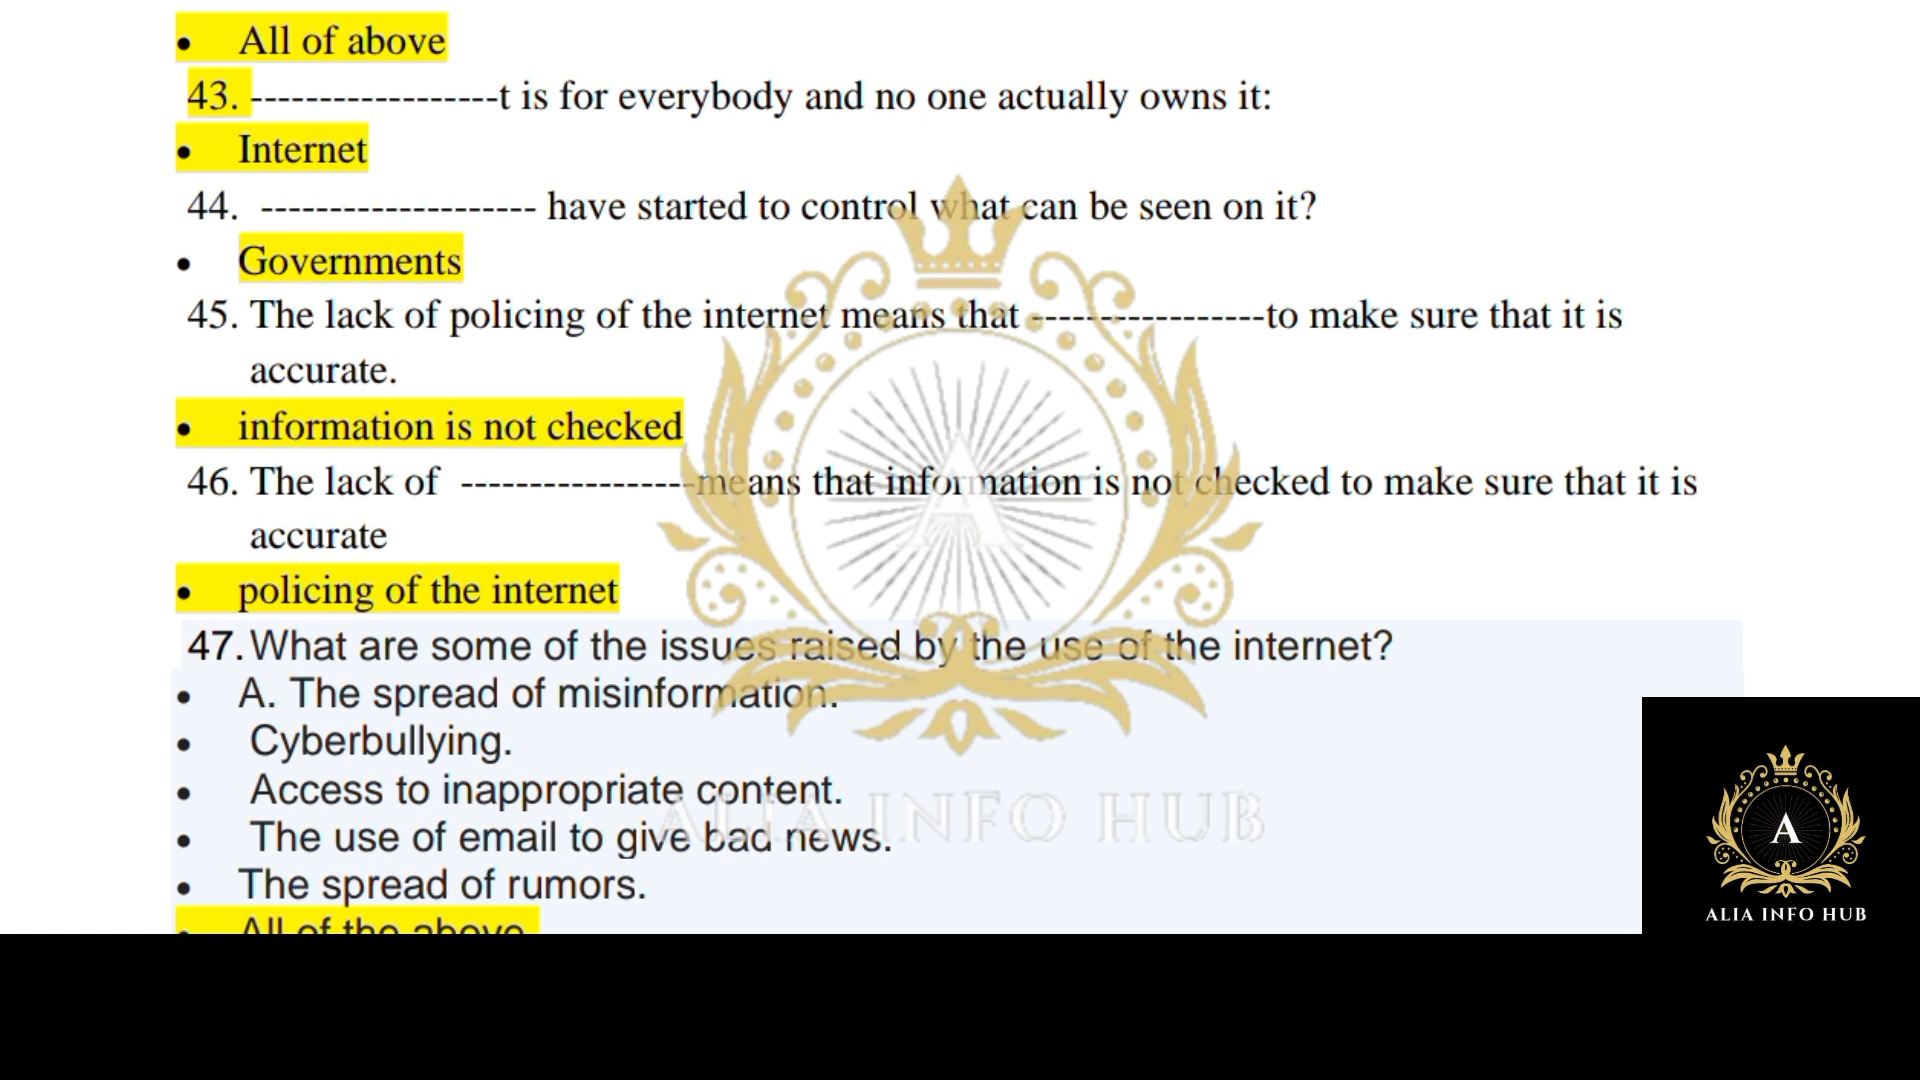 • All of above
43. ------------------t is for everybody and no one actually owns it:
• Internet
44. -------------------- have started to control what can be seen on it?
• Governments
45. The lack of policing of the internet means that -----------------to make sure that it is
accurate.
• information is not checked
46. The lack of -----------------means that information is not checked to make sure that it is
accurate
• policing of the internet
47. What are some of the issues raised by the use of the internet?
• A. The spread of misinformation.
• Cyberbullying.
• Access to inappropriate content.
• The use of email to give bad news.
• The spread of rumors.
• All of the above
A
ALIA INFO HUB
A
ALIA INFO HUB